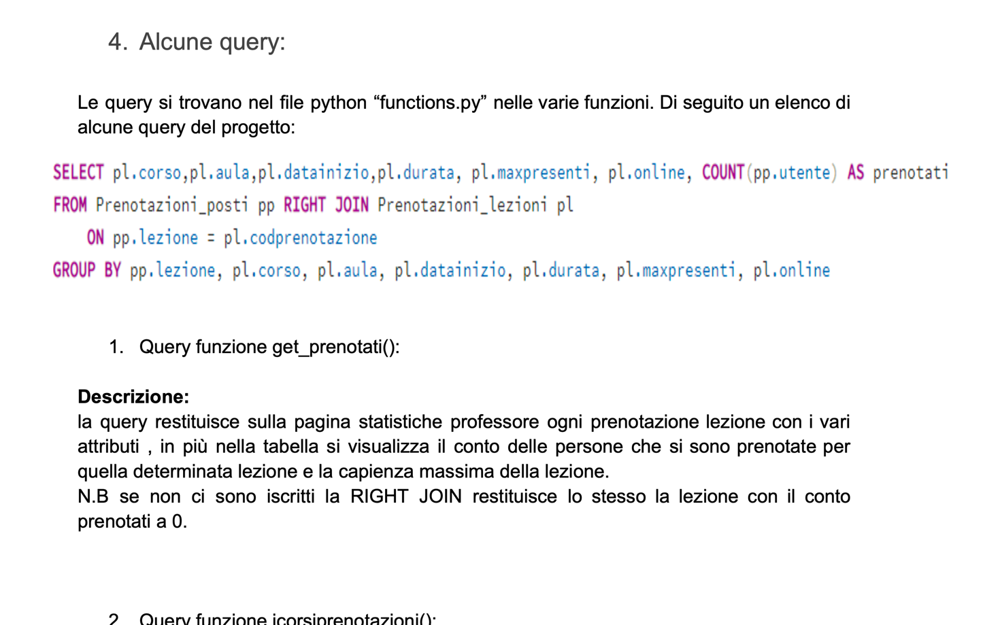 4. Alcune query:
Le query si trovano nel file python “functions.py” nelle varie funzioni. Di seguito un elenco di
alcune query del progetto:
SELECT pl.corso,pl.aula,pl.datainizio,pl.durata, pl.maxpresenti, pl.online, COUNT(pp.utente) AS prenotati
FROM Prenotazioni_posti pp RIGHT JOIN Prenotazioni_lezioni pl
ON pp.lezione = pl.codprenotazione
GROUP BY pp.lezione, pl.corso, pl.aula, pl.datainizio, pl.durata, pl.maxpresenti, pl.online
1. Query funzione get_prenotati():
Descrizione:
la query restituisce sulla pagina statistiche professore ogni prenotazione lezione con i vari
attributi , in più nella tabella si visualizza il conto delle persone che si sono prenotate per
quella determinata lezione e la capienza massima della lezione.
N.B se non ci sono iscritti la RIGHT JOIN restituisce lo stesso la lezione con il conto
prenotati a 0.
2. Query funzione icorsiprenotazioni():